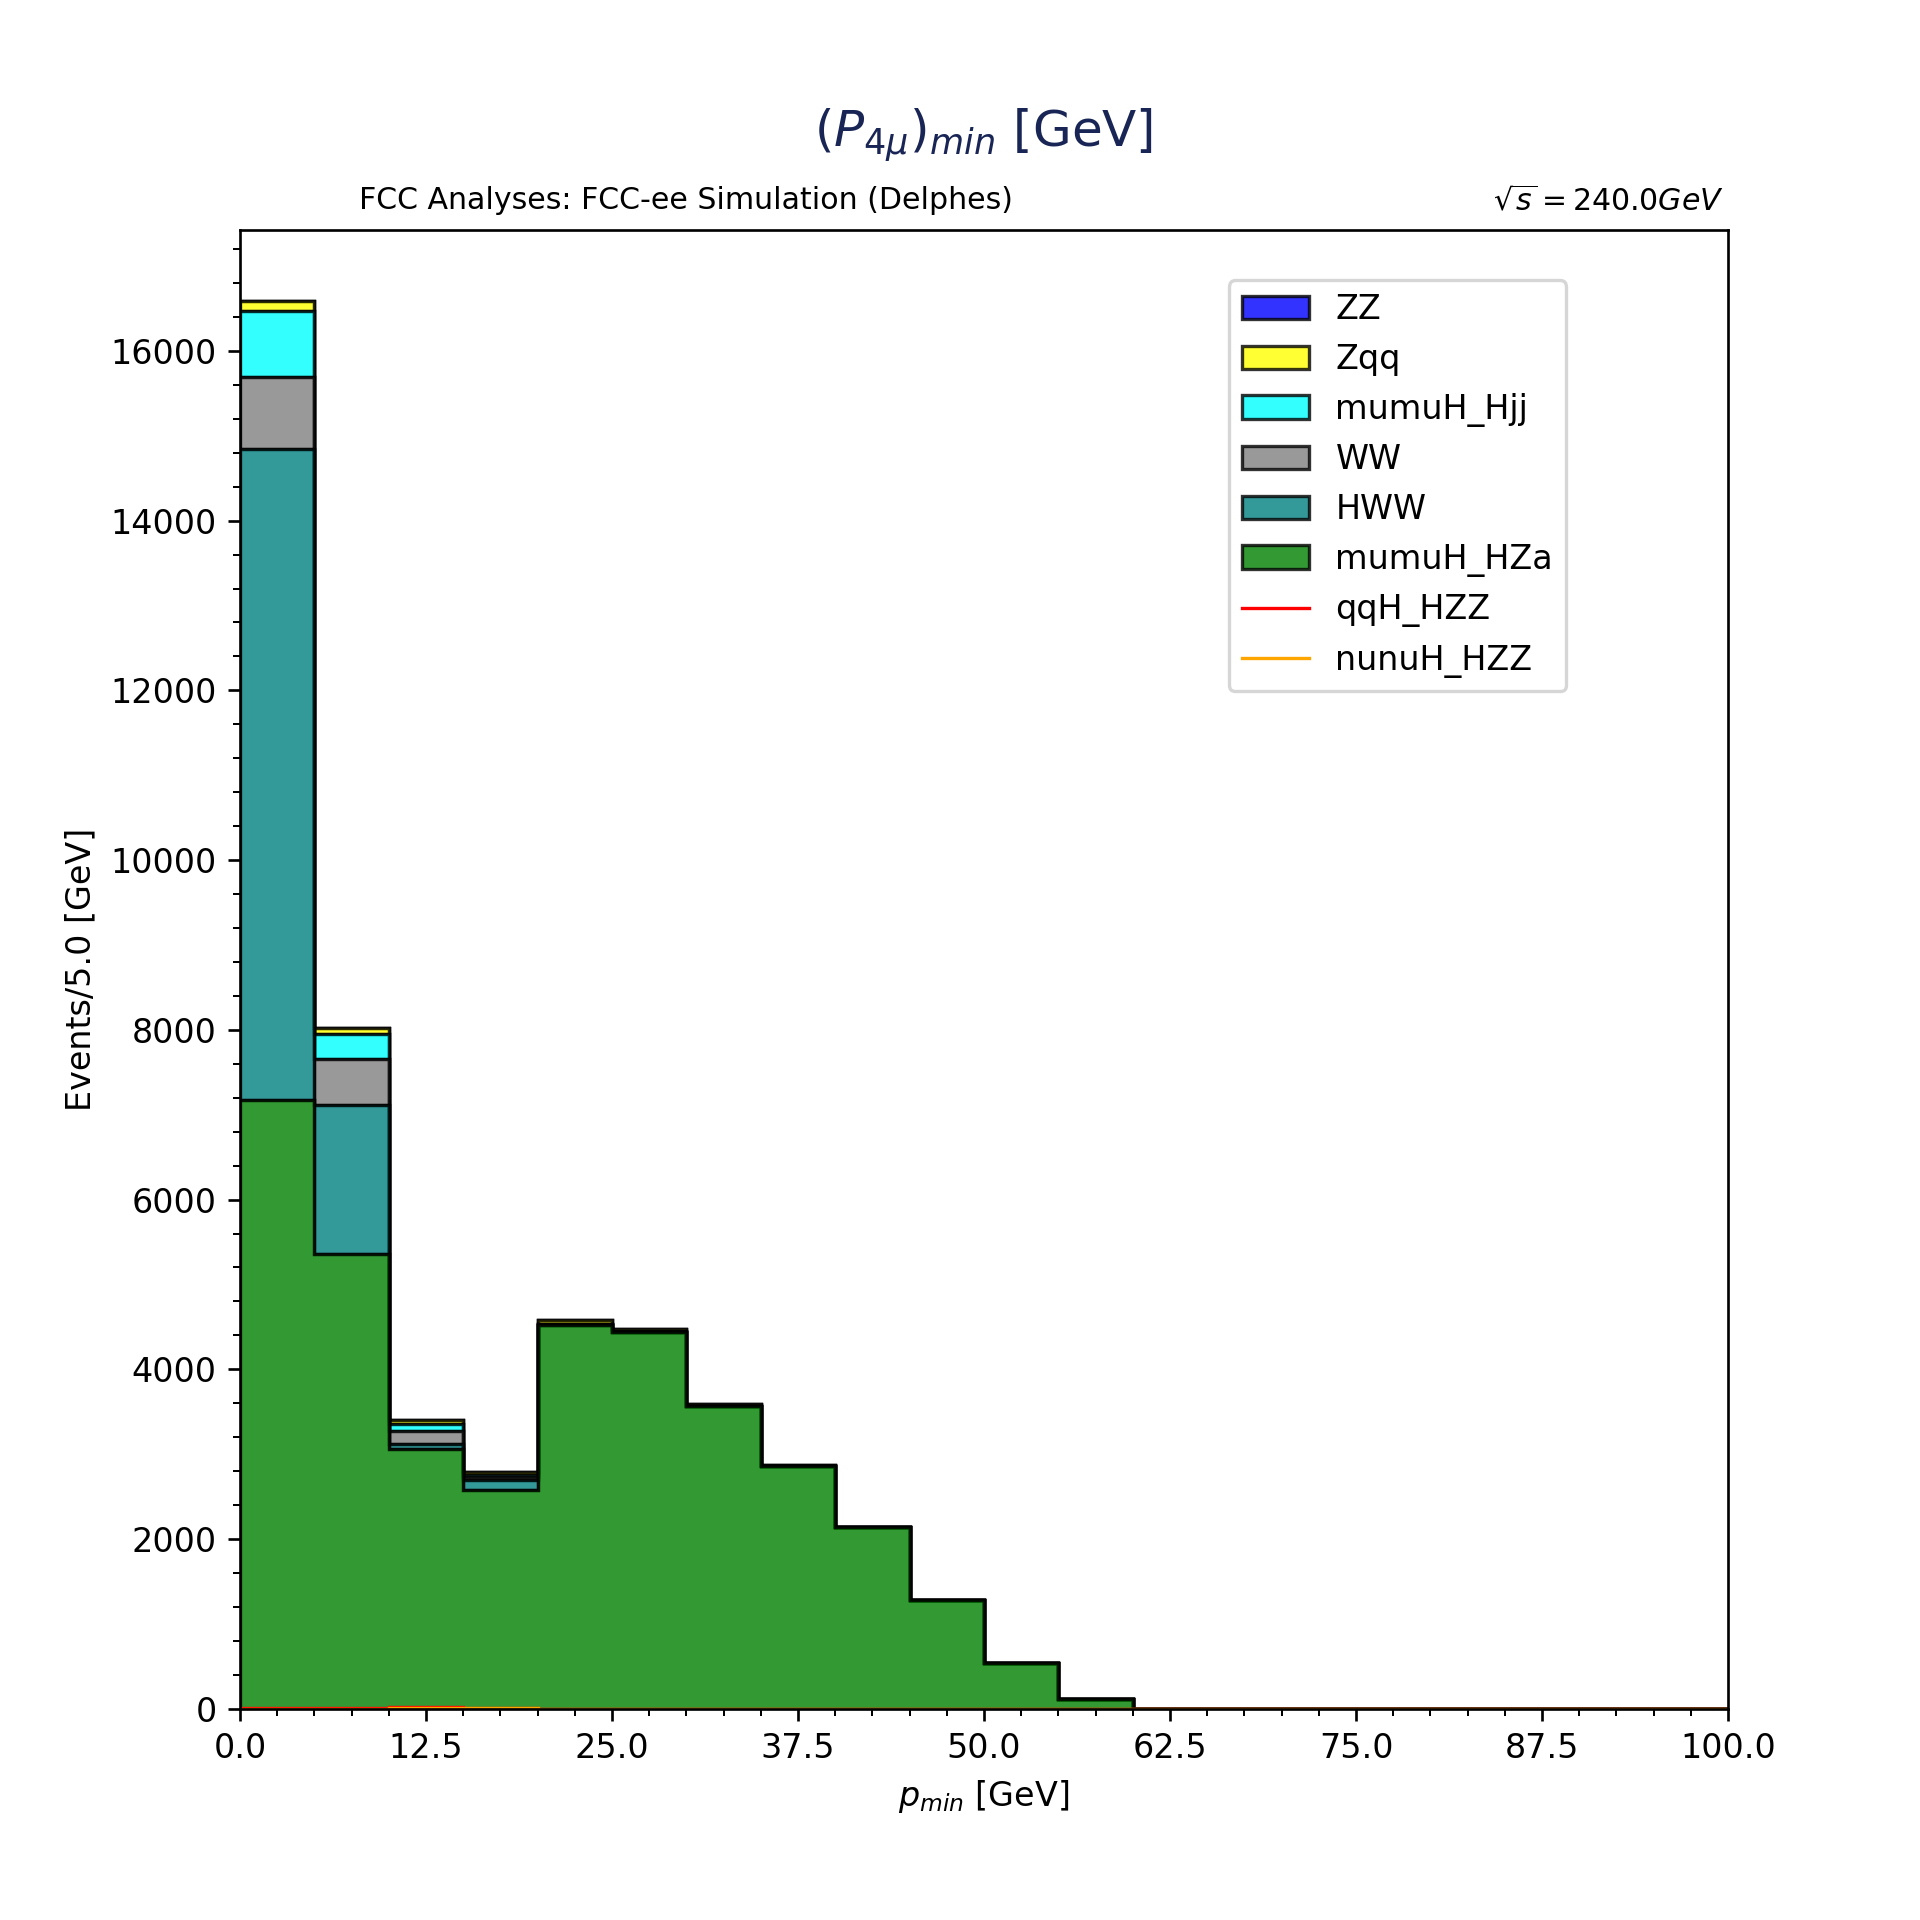 (P4μ)min [GeV]
FCC Analyses: FCC-ee Simulation (Delphes)
√s = 240.0GeV
ZZ
Zqq
mumuH_Hjj
WW
HWW
mumuH_HZa
qqH_HZZ
nunuH_HZZ
Events/5.0 [GeV]
16000
14000
12000
10000
8000
6000
4000
2000
0
0.0 12.5 25.0 37.5 50.0 62.5 75.0 87.5 100.0
pmin [GeV]